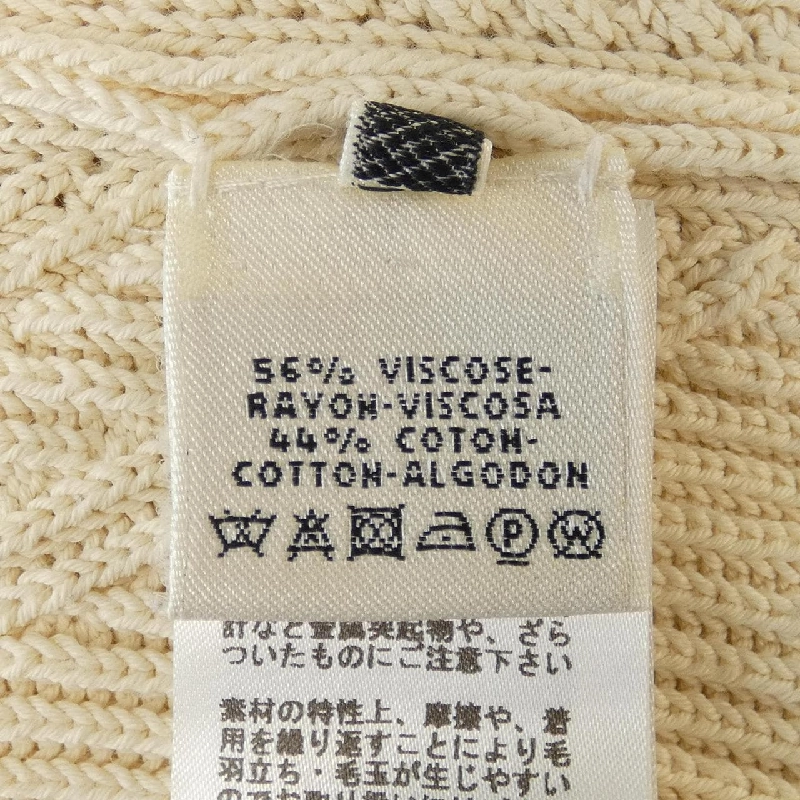 56% VISCOSE-
RAYON-VISCOSA
44% COTON-
COTTON-ALGODON
P W
計など金属突起物や、ざら
ついたものにご注意下さい
素材の特性上、摩擦や、着
用を繰り返すことにより毛
羽立ち・毛玉が生じやすい